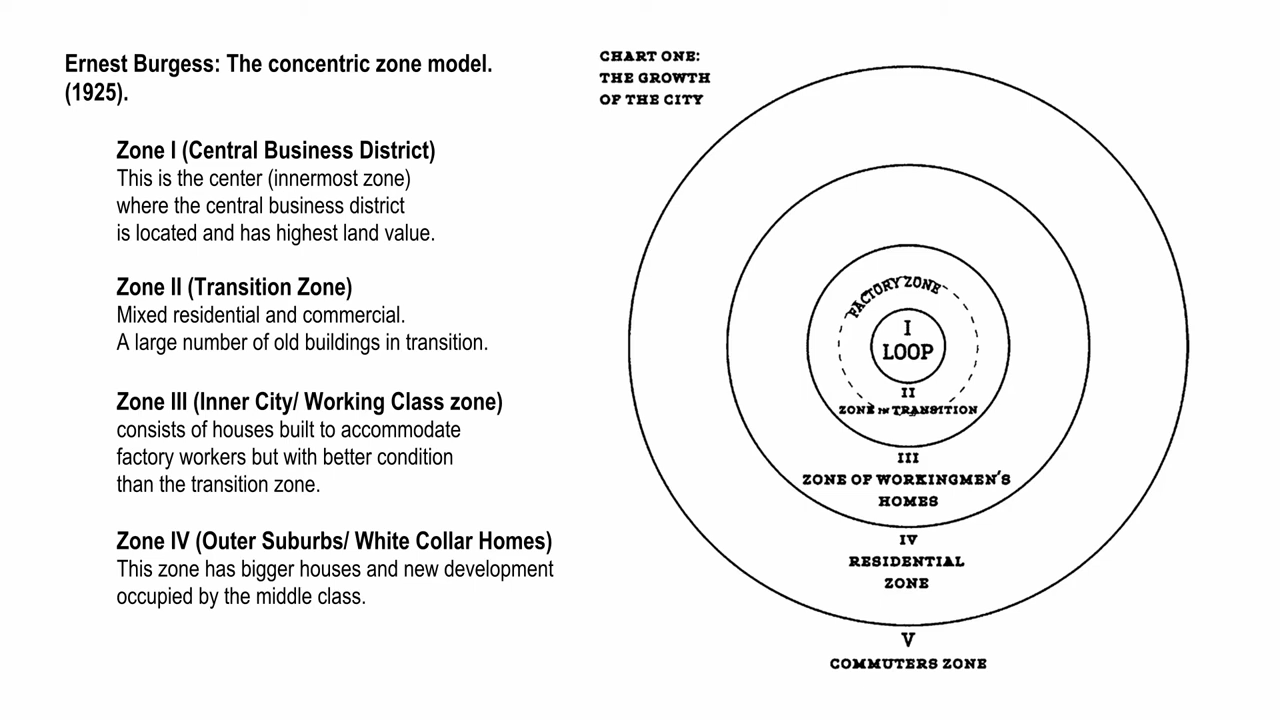 Ernest Burgess: The concentric zone model.
(1925).
Zone I (Central Business District)
This is the center (innermost zone)
where the central business district
is located and has highest land value.
Zone II (Transition Zone)
Mixed residential and commercial.
A large number of old buildings in transition.
Zone III (Inner City/ Working Class zone)
consists of houses built to accommodate
factory workers but with better condition
than the transition zone.
Zone IV (Outer Suburbs/ White Collar Homes)
This zone has bigger houses and new development
occupied by the middle class.
CHART ONE:
THE GROWTH
OF THE CITY
FACTORY ZONE
I
LOOP
II
ZONE IN TRANSITION
III
ZONE OF WORKINGMEN'S
HOMES
IV
RESIDENTIAL
ZONE
V
COMMUTERS ZONE